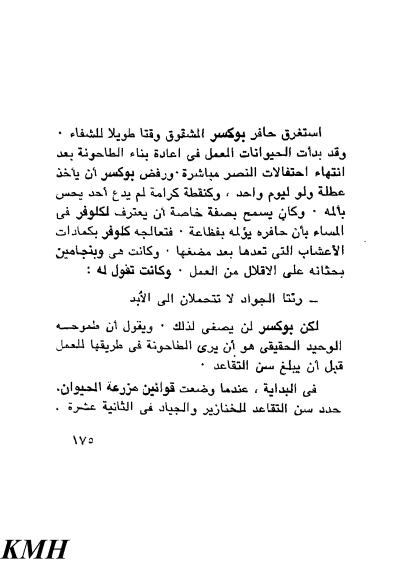 استغرق حافر بوكسر المشقوق وقتا طويلا للشفاء ٠
وقد بدأت الحيوانات العمل فى اعادة بناء الطاحونة بعد
انتهاء احتفالات النصر مباشرة ٠ ورفض بوكسر أن يأخذ
عطلة ولو ليوم واحد ، وكنقطة كرامة لم يدع أحد يحس
بألمه ٠ وكان يسمح بصفة خاصة أن يعترف لكلوفر فى
المساء بأن حافره يؤلمه بفظاعة ٠ فتعالجه كلوفر بكمادات
الأعشاب التى تعدها بعد مضغها ٠ وكانت هى وبنجامين
يحثانه على الاقلال من العمل ٠ وكانت تقول له :
ــ رئتا الجواد لا تتحملان الى الأبد
لكن بوكسر لن يصغى لذلك ٠ ويقول أن طموحــه
الوحيد الحقيقى هو أن يرى الطاحونة فى طريقها للعمل
قبل أن يبلغ سن التقاعد ٠
فى البداية ، عندما وضعت قوانين مزرعة الحيوان.
حدد سن التقاعد للخنازير والجياد فى الثانية عشرة .
١٧٥
KMH